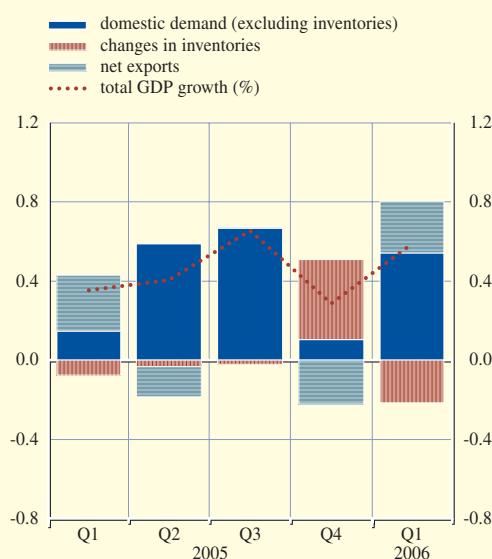 domestic demand (excluding inventories)
changes in inventories
net exports
total GDP growth (%)
1.2 1.2
0.8 0.8
0.4 0.4
0.0 0.0
-0.4 -0.4
-0.8 -0.8
Q1 Q2 Q3 Q4 Q1
2005 2006